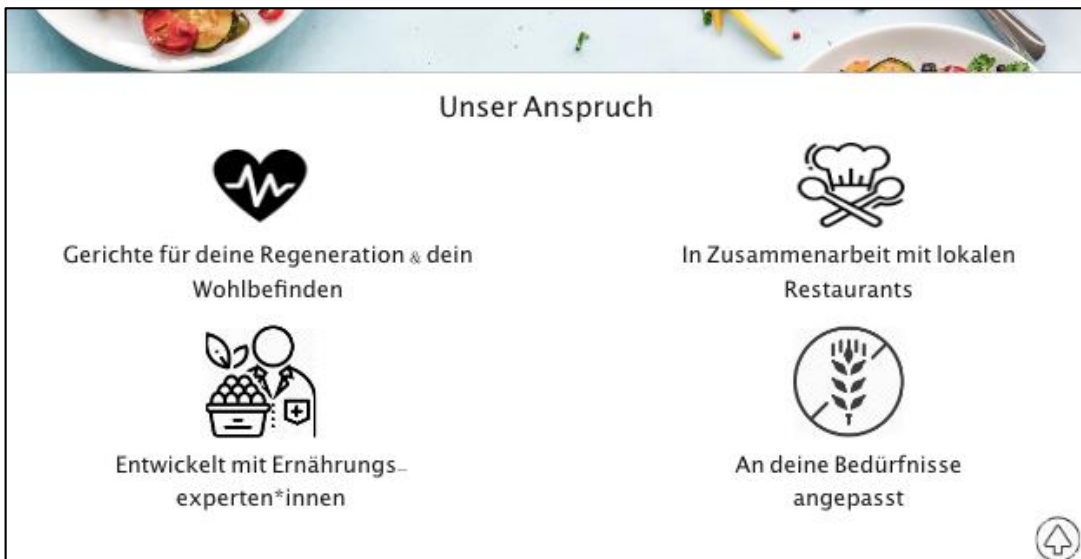 Unser Anspruch
Gerichte für deine Regeneration & dein
Wohlbefinden
In Zusammenarbeit mit lokalen
Restaurants
Entwickelt mit Ernährungs-
experten*innen
An deine Bedürfnisse
angepasst